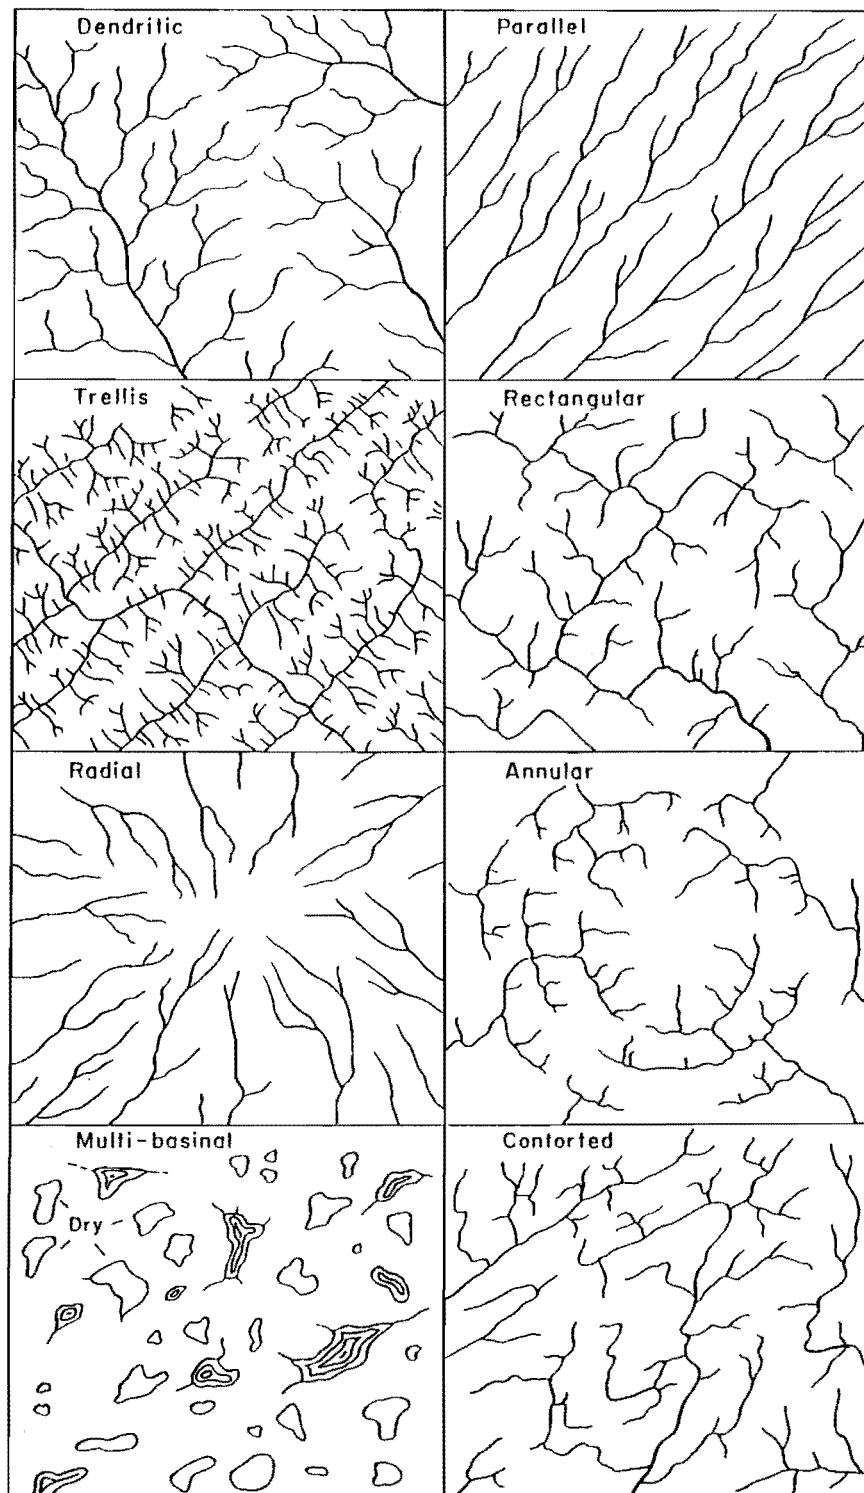 Dendritic
Parallel
Trellis
Rectangular
Radial
Annular
Multi-basinal
Dry
Contorted